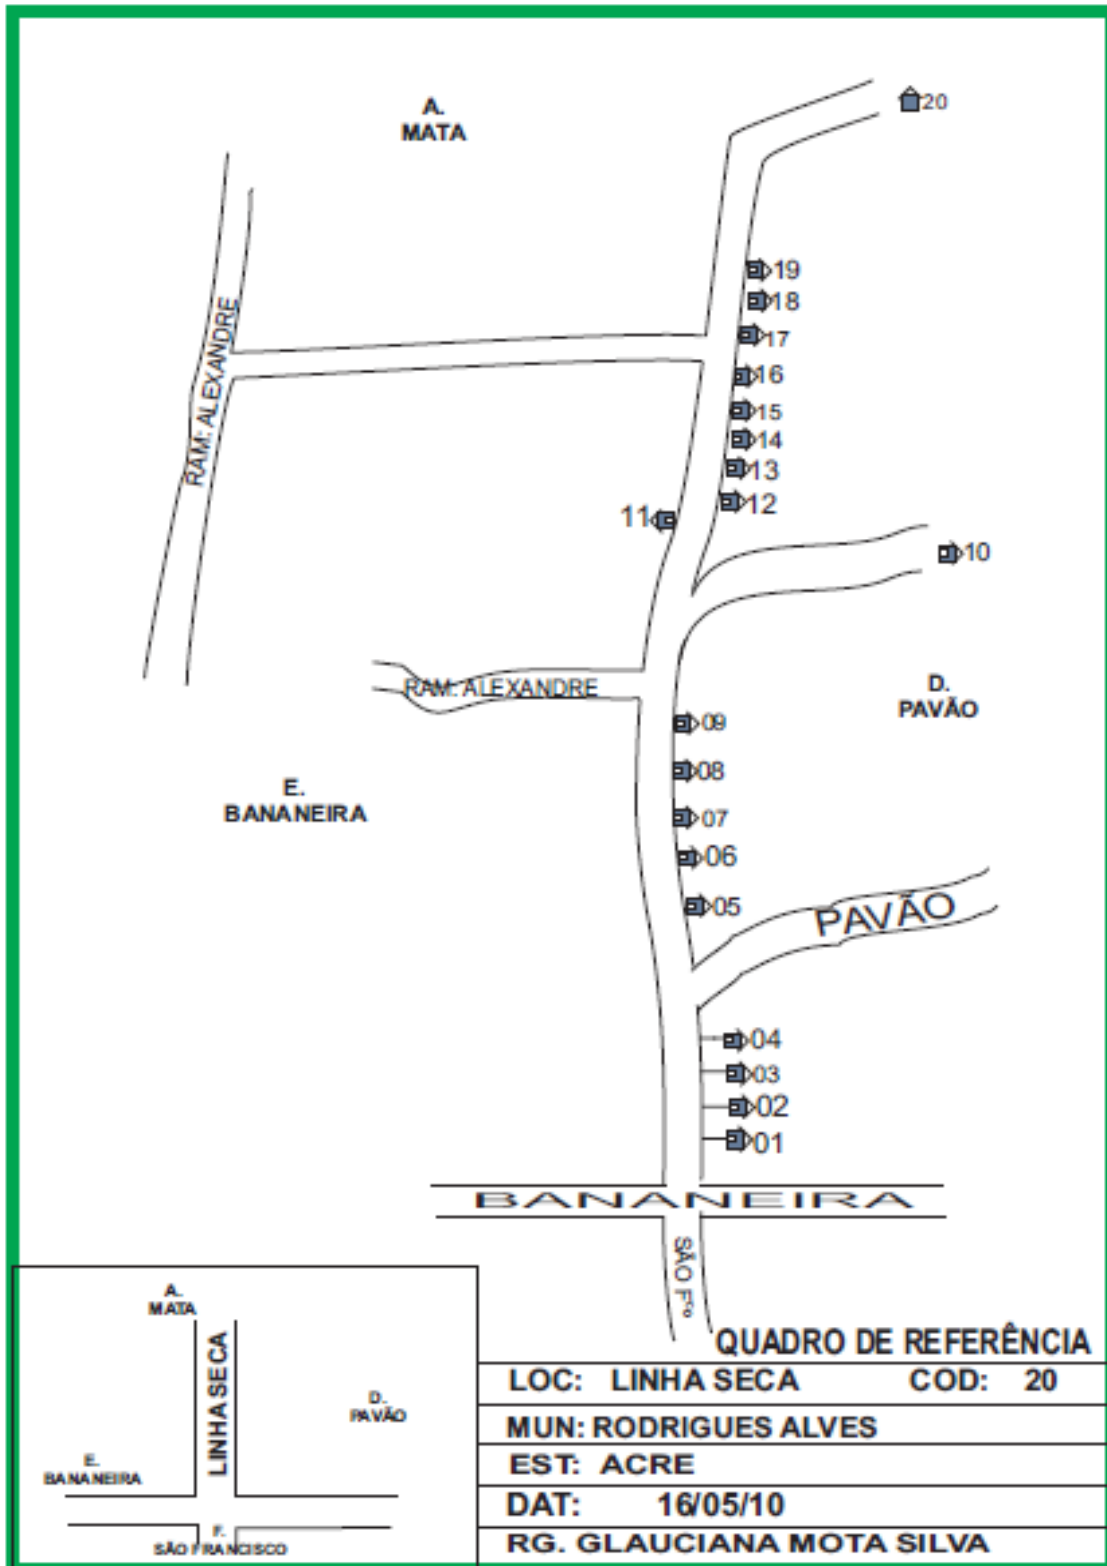 A.
MATA
20
19
18
17
16
15
14
13
12
11
10
RAM: ALEXANDRE
RAM: ALEXANDRE
D.
PAVÃO
09
08
07
06
05
E.
BANANEIRA
PAVÃO
04
03
02
01
BANANEIRA
SÃO Fᶜᵒ
A.
MATA
LINHA SECA
D.
PAVÃO
E.
BANANEIRA
F.
SÃO FRANCISCO
QUADRO DE REFERÊNCIA
LOC: LINHA SECA COD: 20
MUN: RODRIGUES ALVES
EST: ACRE
DAT: 16/05/10
RG. GLAUCIANA MOTA SILVA